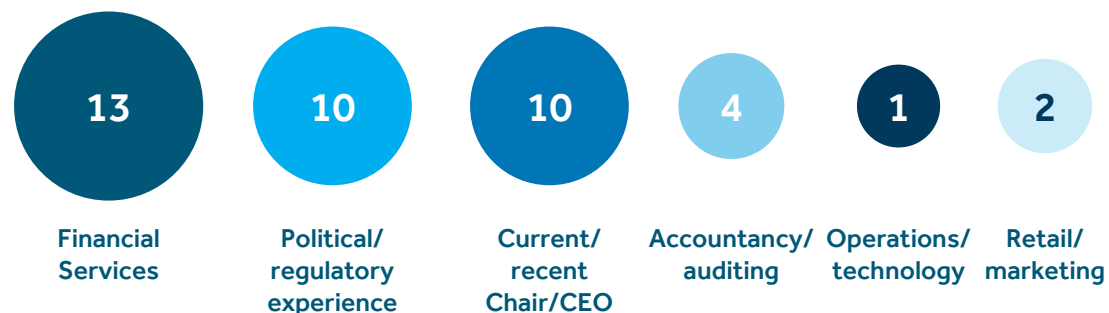 13
10
10
4
1
2
Financial
Services
Political/
regulatory
experience
Current/
recent
Chair/CEO
Accountancy/
auditing
Operations/
technology
Retail/
marketing